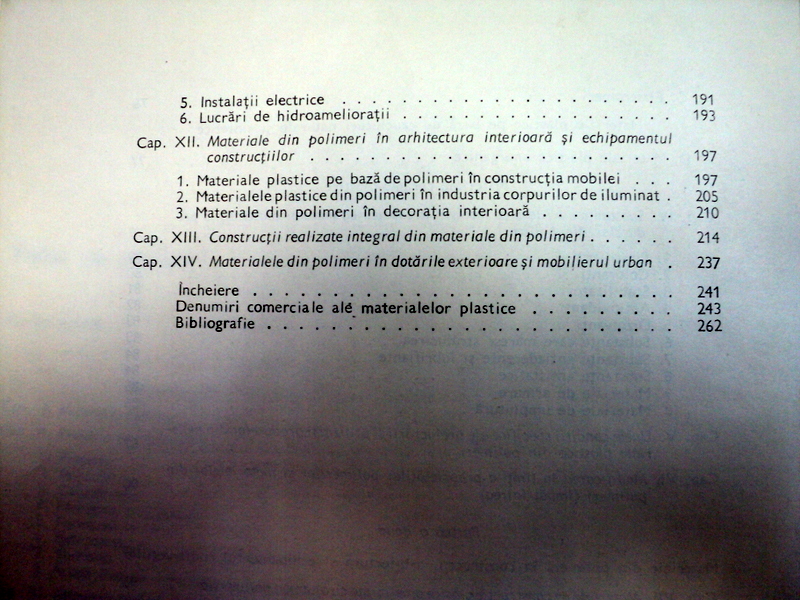 5. Instalații electrice . . . . . . . . . . . . . . . . . . . . 191
6. Lucrări de hidroameliorații . . . . . . . . . . . . . . . . 193
Cap. XII. Materiale din polimeri în arhitectura interioară și echipamentul
construcțiilor . . . . . . . . . . . . . . . . . . . . . . 197
1. Materiale plastice pe bază de polimeri în construcția mobilei . . . 197
2. Materialele plastice din polimeri în industria corpurilor de iluminat . 205
3. Materiale din polimeri în decorația interioară . . . . . . . . . 210
Cap. XIII. Construcții realizate integral din materiale din polimeri . . . . . . 214
Cap. XIV. Materialele din polimeri în dotările exterioare și mobilierul urban . 237
Încheiere . . . . . . . . . . . . . . . . . . . . . . . . . 241
Denumiri comerciale ale materialelor plastice . . . . . . . . . 243
Bibliografie . . . . . . . . . . . . . . . . . . . . . . . . 262